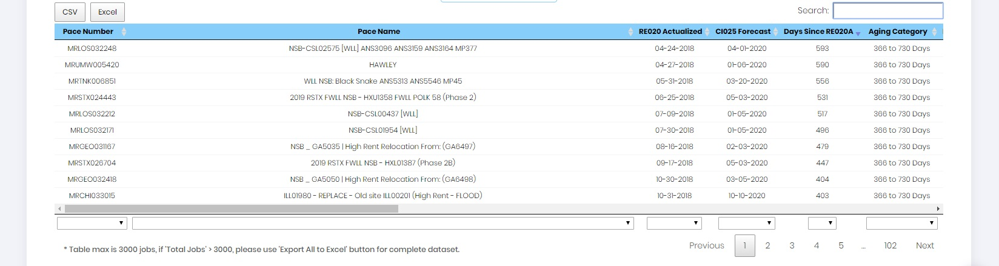 CSV Excel Search:
Pace Number Pace Name RE020 Actualized CI025 Forecast Days Since RE020A Aging Category
MRLOS032248 NSB-CSL02575 [WLL] ANS3096 ANS3159 ANS3164 MP377 04-24-2018 04-01-2020 593 366 to 730 Days
MRUMW005420 HAWLEY 04-27-2018 01-06-2020 590 366 to 730 Days
MRTNK006851 WLL NSB: Black Snake ANS5313 ANS5546 MP45 05-31-2018 03-20-2020 556 366 to 730 Days
MRSTX024443 2019 RSTX FWLL NSB - HXU1358 FWLL POLK 58 (Phase 2) 06-25-2018 05-03-2020 531 366 to 730 Days
MRLOS032212 NSB-CSL00437 [WLL] 07-09-2018 01-05-2020 517 366 to 730 Days
MRLOS032171 NSB-CSL01954 [WLL] 07-30-2018 01-05-2020 496 366 to 730 Days
MRGEO031167 NSB _ GA5035 | High Rent Relocation From: (GA6497) 08-16-2018 02-03-2020 479 366 to 730 Days
MRSTX026704 2019 RSTX FWLL NSB - HXL01387 (Phase 2B) 09-17-2018 05-03-2020 447 366 to 730 Days
MRGEO032418 NSB _ GA5050 | High Rent Relocation From: (GA6498) 10-30-2018 03-05-2020 404 366 to 730 Days
MRCHI033015 ILL01980 - REPLACE - Old site ILL00201 (High Rent - FLOOD) 10-31-2018 10-10-2020 403 366 to 730 Days
* Table max is 3000 jobs, if 'Total Jobs' > 3000, please use 'Export All to Excel' button for complete dataset.
Previous 1 2 3 4 5 … 102 Next